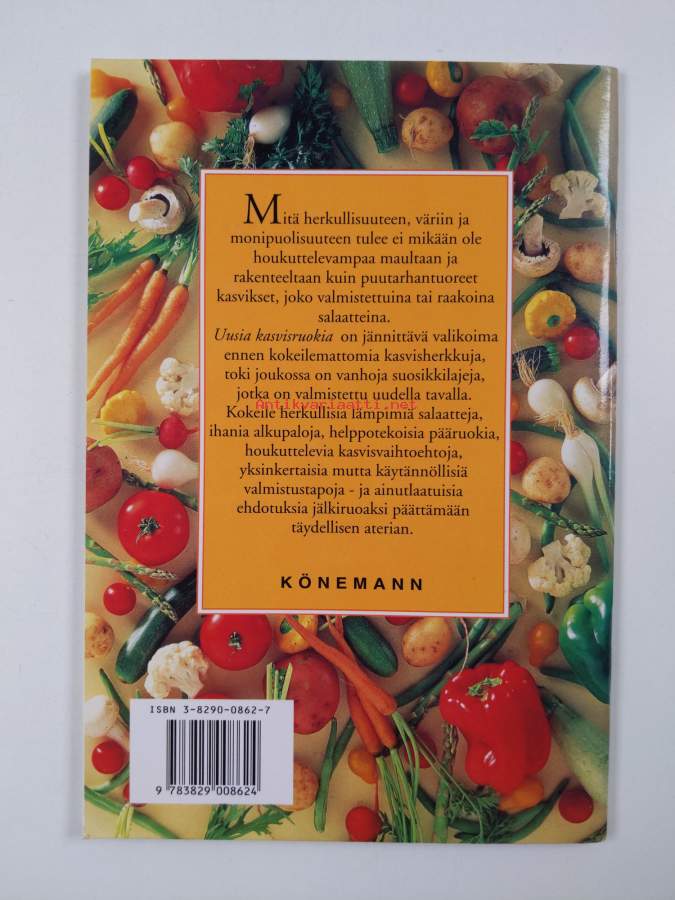 Mitä herkullisuuteen, väriin ja
monipuolisuuteen tulee ei mikään ole
houkuttelevampaa maultaan ja
rakenteeltaan kuin puutarhantuoreet
kasvikset, joko valmistettuina tai raakoina
salaatteina.
Uusia kasvisruokia on jännittävä valikoima
ennen kokeilemattomia kasvisherkkuja,
toki joukossa on vanhoja suosikkilajeja,
jotka on valmistettu uudella tavalla.
Antikvariaatti.net
Kokeile herkullisia lämpimiä salaatteja,
ihania alkupaloja, helppotekoisia pääruokia,
houkuttelevia kasvisvaihtoehtoja,
yksinkertaisia mutta käytännöllisiä
valmistustapoja - ja ainutlaatuisia
ehdotuksia jälkiruoaksi päättämään
täydellisen aterian.
KÖNEMANN
ISBN 3-8290-0862-7
9 783829 008624